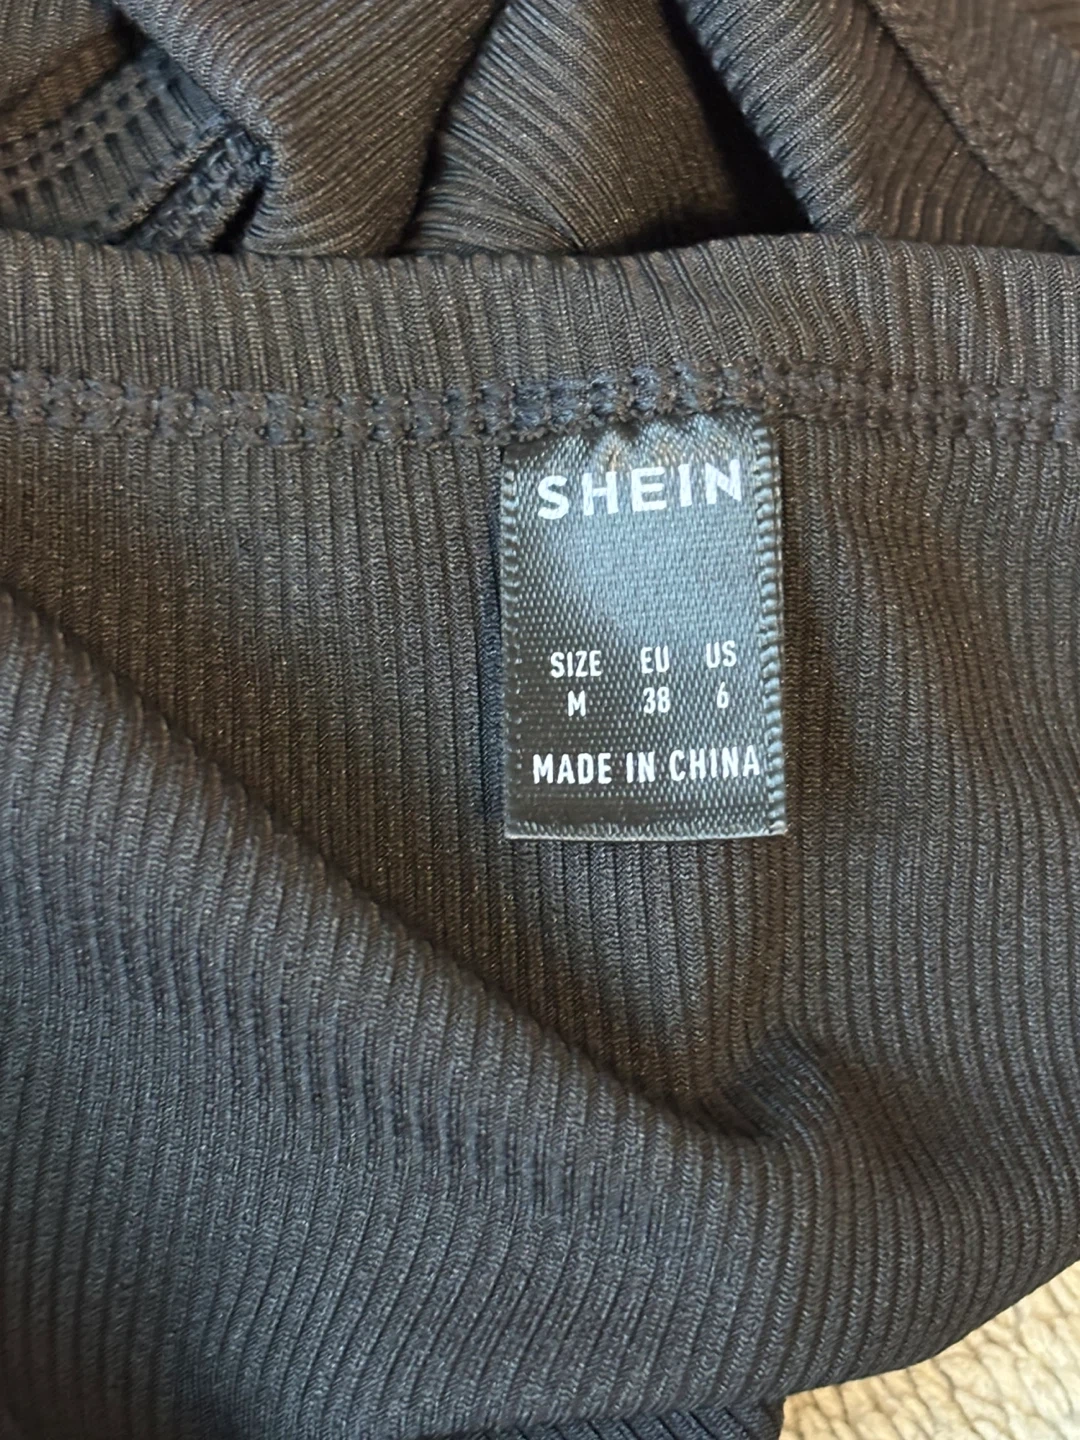 SHEIN
SIZE EU US
M 38 6
MADE IN CHINA